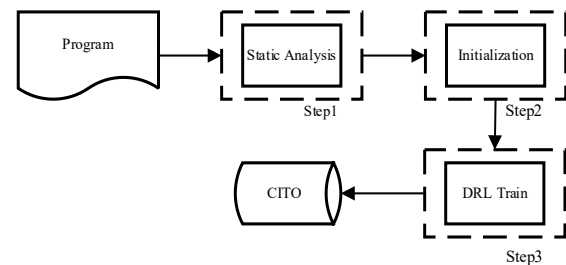 Program
Static Analysis
Initialization
Step1
Step2
CITO
DRL Train
Step3